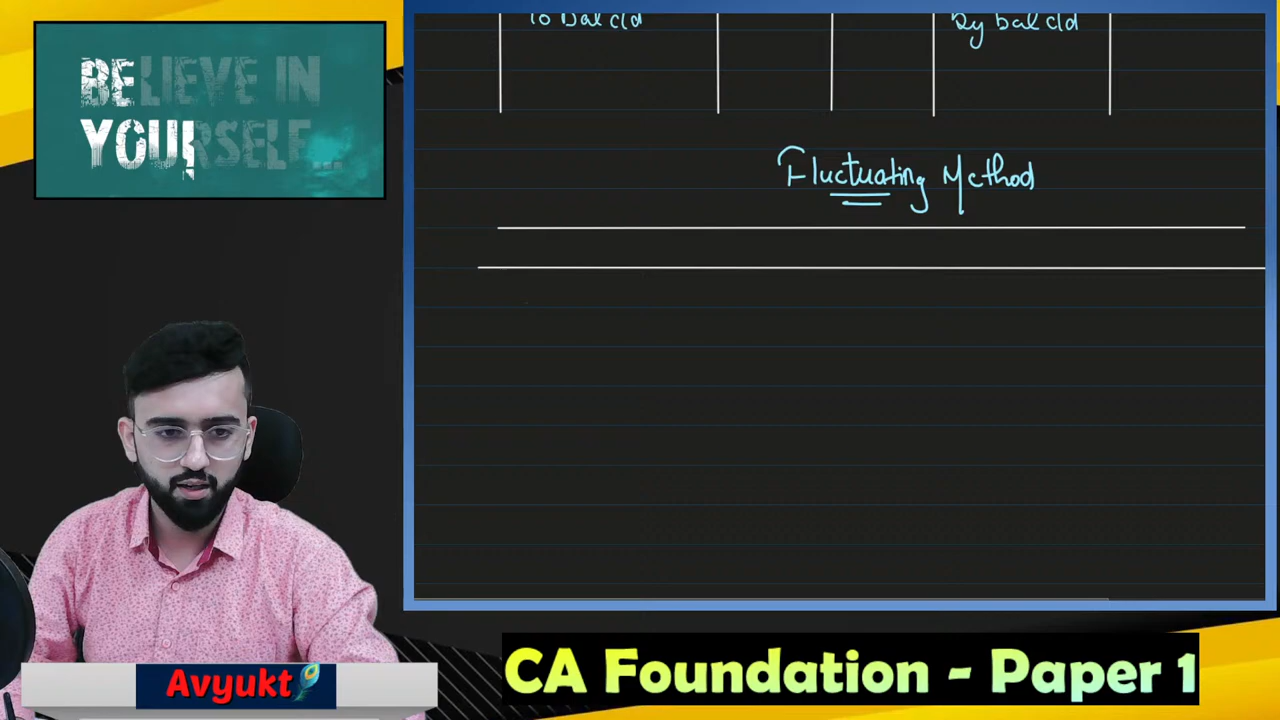 BELIEVE IN
YOURSELF...
To Bal c/d
By bal c/d
Fluctuating Method
Avyukt
CA Foundation - Paper 1